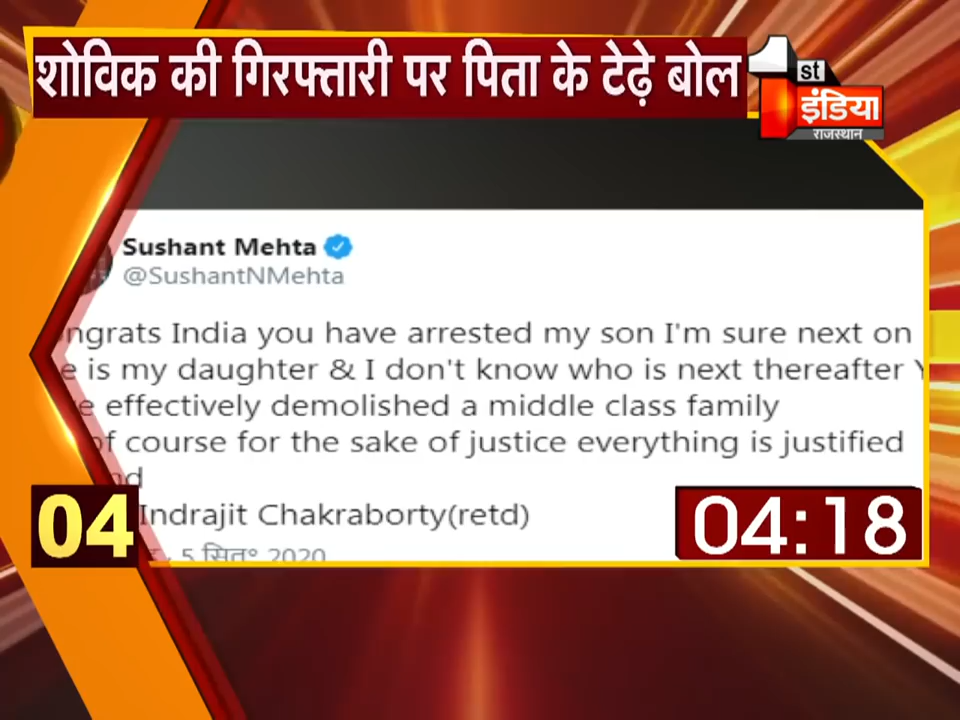 शोविक की गिरफ्तारी पर पिता के टेढ़े बोल
1st
इंडिया
राजस्थान
Sushant Mehta
@SushantNMehta
ngrats India you have arrested my son I'm sure next on
e is my daughter & I don't know who is next thereafter Y
e effectively demolished a middle class family
of course for the sake of justice everything is justified
nd
Indrajit Chakraborty(retd)
5 सित॰ 2020
04
04:18